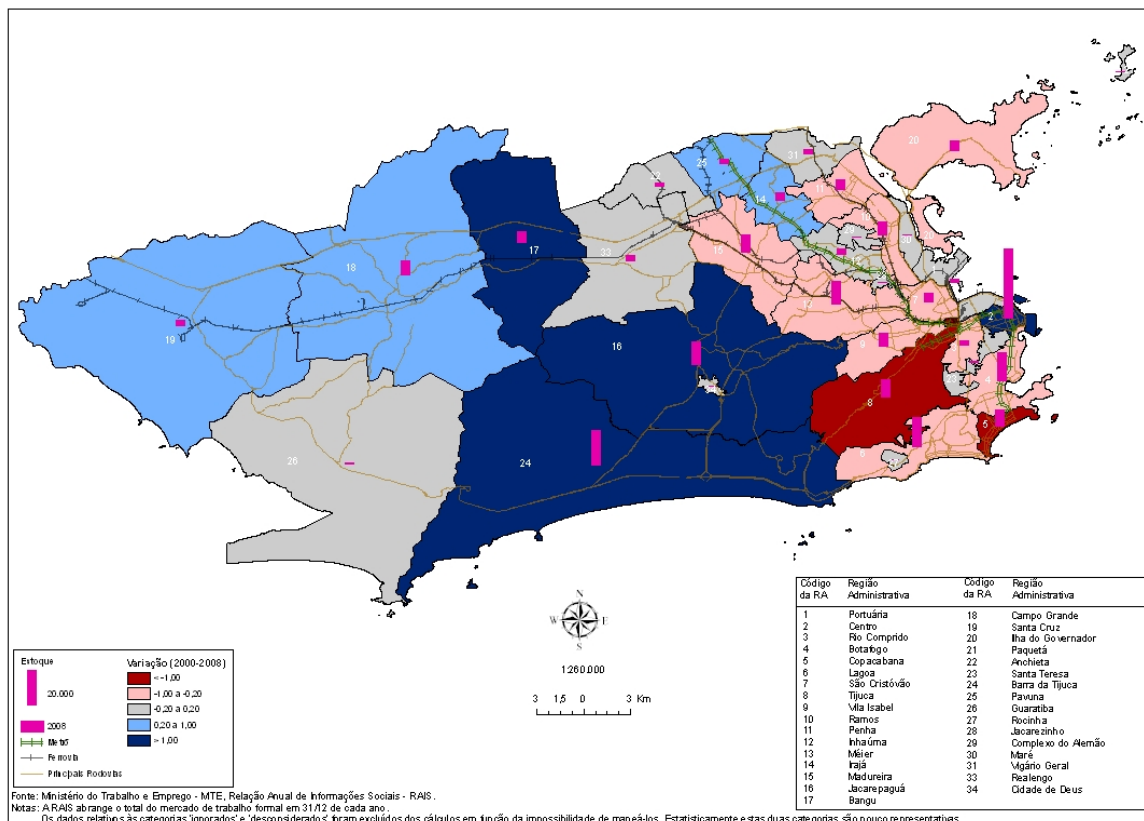 20
31
22
25
14
11
10
30
29
17
33
15
18
7
2
19
16
9
8
23
4
5
6
26
24
N
W
E
S
1:260.000
3 1,5 0 3 Km
Estoque
20.000
2008
Metrô
Ferrovia
Principais Rodovias
Variação (2000-2008)
<-1,00
-1,00 a -0,20
-0,20 a 0,20
0,20 a 1,00
> 1,00
Código da RA Região Administrativa Código da RA Região Administrativa
1 Portuária 18 Campo Grande
2 Centro 19 Santa Cruz
3 Rio Comprido 20 Ilha do Governador
4 Botafogo 21 Paquetá
5 Copacabana 22 Anchieta
6 Lagoa 23 Santa Teresa
7 São Cristóvão 24 Barra da Tijuca
8 Tijuca 25 Pavuna
9 Vila Isabel 26 Guaratiba
10 Ramos 27 Rocinha
11 Penha 28 Jacarezinho
12 Inhaúma 29 Complexo do Alemão
13 Méier 30 Maré
14 Irajá 31 Vigário Geral
15 Madureira 33 Realengo
16 Jacarepaguá 34 Cidade de Deus
17 Bangu
Fonte: Ministério do Trabalho e Emprego - MTE, Relação Anual de Informações Sociais - RAIS.
Notas: A RAIS abrange o total do mercado de trabalho formal em 31/12 de cada ano.
Os dados relativos às categorias 'ignorados' e 'desconsiderados' foram excluídos dos cálculos em função da impossibilidade de mapeá-los. Estatisticamente estas duas categorias são pouco representativas.